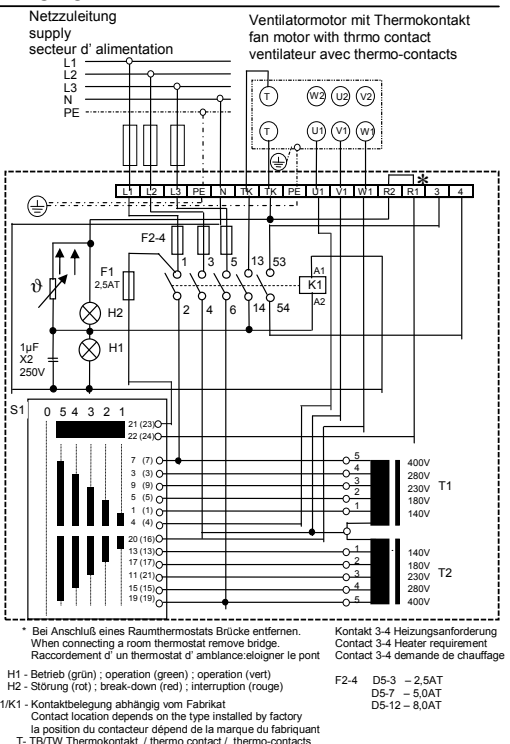 Netzzuleitung
supply
secteur d' alimentation
Ventilatormotor mit Thermokontakt
fan motor with thrmo contact
ventilateur avec thermo-contacts
L1
L2
L3
N
PE
T W2 U2 V2
T U1 V1 W1
L1 L2 L3 PE N TK TK PE U1 V1 W1 R2 R1 3 4
*
F2-4
F1
2,5AT
1 3 5 13 53
2 4 6 14 54
A1
K1
A2
ϑ
H2
H1
1µF
X2
250V
S1
0 5 4 3 2 1
21 (23)
22 (24)
7 (7)
3 (3)
9 (9)
5 (5)
1 (1)
4 (4)
20 (16)
13 (13)
17 (17)
11 (21)
15 (15)
19 (19)
5 400V
4 280V
3 230V
2 180V
1 140V
T1
1 140V
2 180V
3 230V
4 280V
5 400V
T2
* Bei Anschluß eines Raumthermostats Brücke entfernen.
When connecting a room thermostat remove bridge.
Raccordement d' un thermostat d' amblance:eloigner le pont
Kontakt 3-4 Heizungsanforderung
Contact 3-4 Heater requirement
Contact 3-4 demande de chauffage
H1 - Betrieb (grün) ; operation (green) ; operation (vert)
H2 - Störung (rot) ; break-down (red) ; interruption (rouge)
F2-4 D5-3 – 2,5AT
D5-7 – 5,0AT
D5-12 – 8,0AT
1/K1 - Kontaktbelegung abhängig vom Fabrikat
Contact location depends on the type installed by factory
la position du contacteur dépend de la marque du fabriquant
T- TB/TW Thermokontakt / thermo contact / thermo-contacts